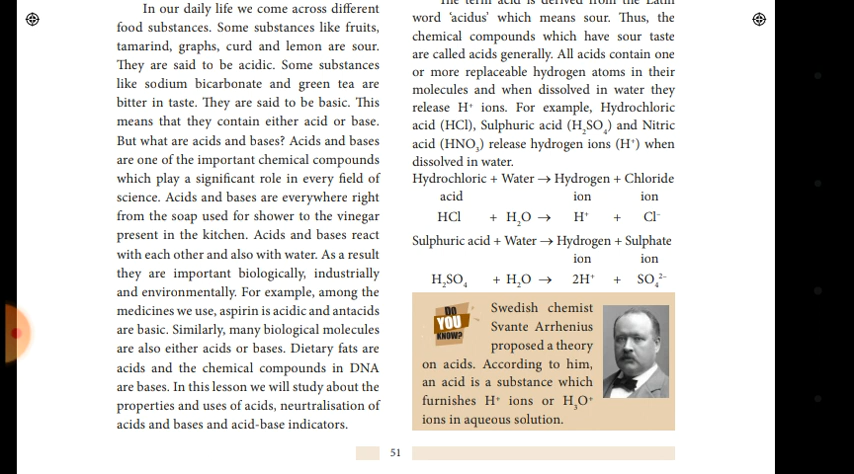 In our daily life we come across different
food substances. Some substances like fruits,
tamarind, graphs, curd and lemon are sour.
They are said to be acidic. Some substances
like sodium bicarbonate and green tea are
bitter in taste. They are said to be basic. This
means that they contain either acid or base.
But what are acids and bases? Acids and bases
are one of the important chemical compounds
which play a significant role in every field of
science. Acids and bases are everywhere right
from the soap used for shower to the vinegar
present in the kitchen. Acids and bases react
with each other and also with water. As a result
they are important biologically, industrially
and environmentally. For example, among the
medicines we use, aspirin is acidic and antacids
are basic. Similarly, many biological molecules
are also either acids or bases. Dietary fats are
acids and the chemical compounds in DNA
are bases. In this lesson we will study about the
properties and uses of acids, neurtralisation of
acids and bases and acid-base indicators.
The term acid is derived from the Latin
word ‘acidus’ which means sour. Thus, the
chemical compounds which have sour taste
are called acids generally. All acids contain one
or more replaceable hydrogen atoms in their
molecules and when dissolved in water they
release H⁺ ions. For example, Hydrochloric
acid (HCl), Sulphuric acid (H₂SO₄) and Nitric
acid (HNO₃) release hydrogen ions (H⁺) when
dissolved in water.
Hydrochloric + Water → Hydrogen + Chloride
acid ion ion
HCl + H₂O → H⁺ + Cl⁻
Sulphuric acid + Water → Hydrogen + Sulphate
ion ion
H₂SO₄ + H₂O → 2H⁺ + SO₄²⁻
DO
YOU
KNOW?
Swedish chemist
Svante Arrhenius
proposed a theory
on acids. According to him,
an acid is a substance which
furnishes H⁺ ions or H₃O⁺
ions in aqueous solution.
51